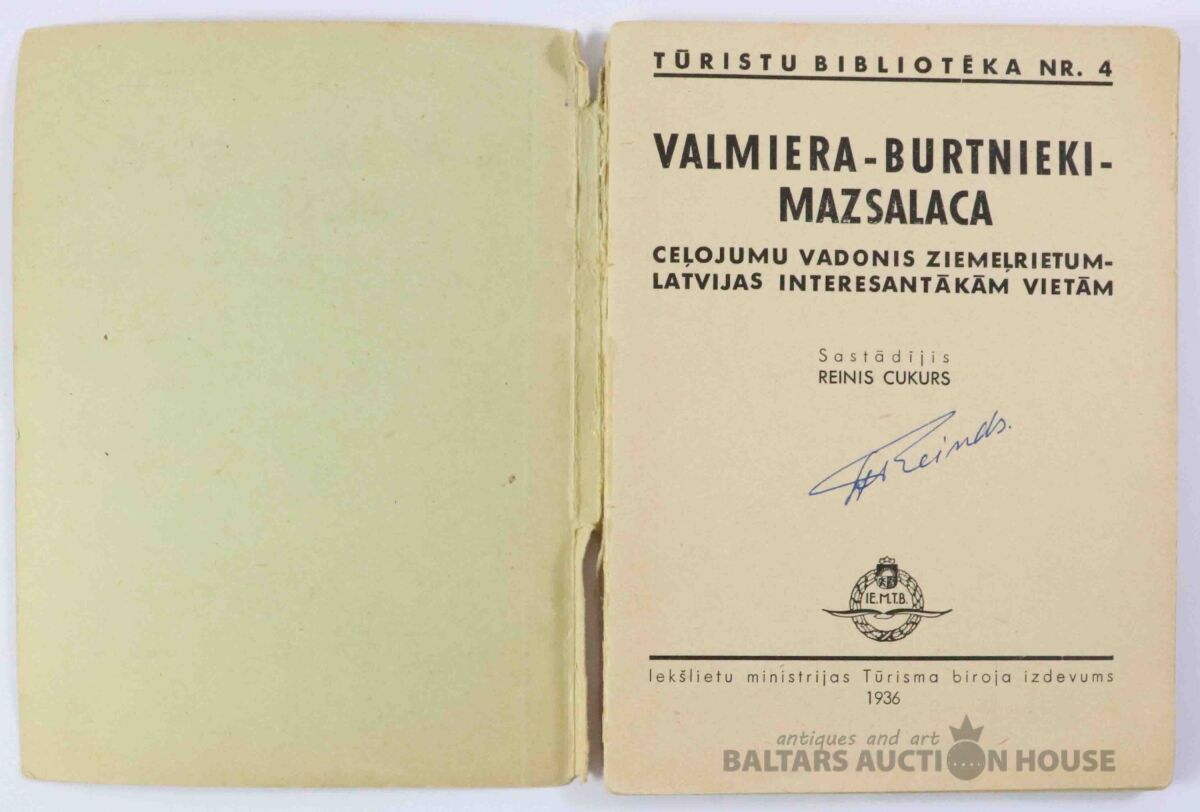 TŪRISTU BIBLIOTĒKA NR. 4
VALMIERA-BURTNIEKI-
MAZSALACA
CEĻOJUMU VADONIS ZIEMEĻRIETUM-
LATVIJAS INTERESANTĀKĀM VIETĀM
Sastādījis
REINIS CUKURS
IE.M.T.B.
Iekšlietu ministrijas Tūrisma biroja izdevums
1936
antiques and art
BALTARS AUCTION HOUSE